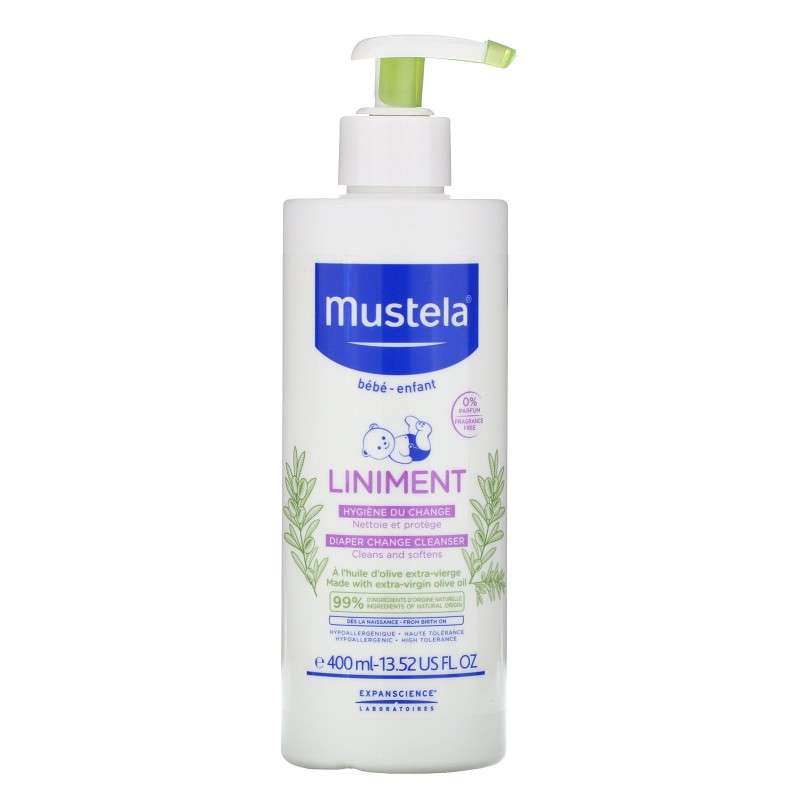 mustela®
bébé - enfant
0%
PARFUM
FRAGRANCE
FREE
LINIMENT
HYGIÈNE DU CHANGE
Nettoie et protège
DIAPER CHANGE CLEANSER
Cleans and softens
À l'huile d'olive extra-vierge
Made with extra-virgin olive oil
99% D'INGRÉDIENTS D'ORIGINE NATURELLE
INGREDIENTS OF NATURAL ORIGIN
DÈS LA NAISSANCE - FROM BIRTH ON
HYPOALLERGÉNIQUE • HAUTE TOLÉRANCE
HYPOALLERGENIC • HIGH TOLERANCE
e 400 ml-13.52 US FL. OZ
EXPANSCIENCE®
LABORATOIRES